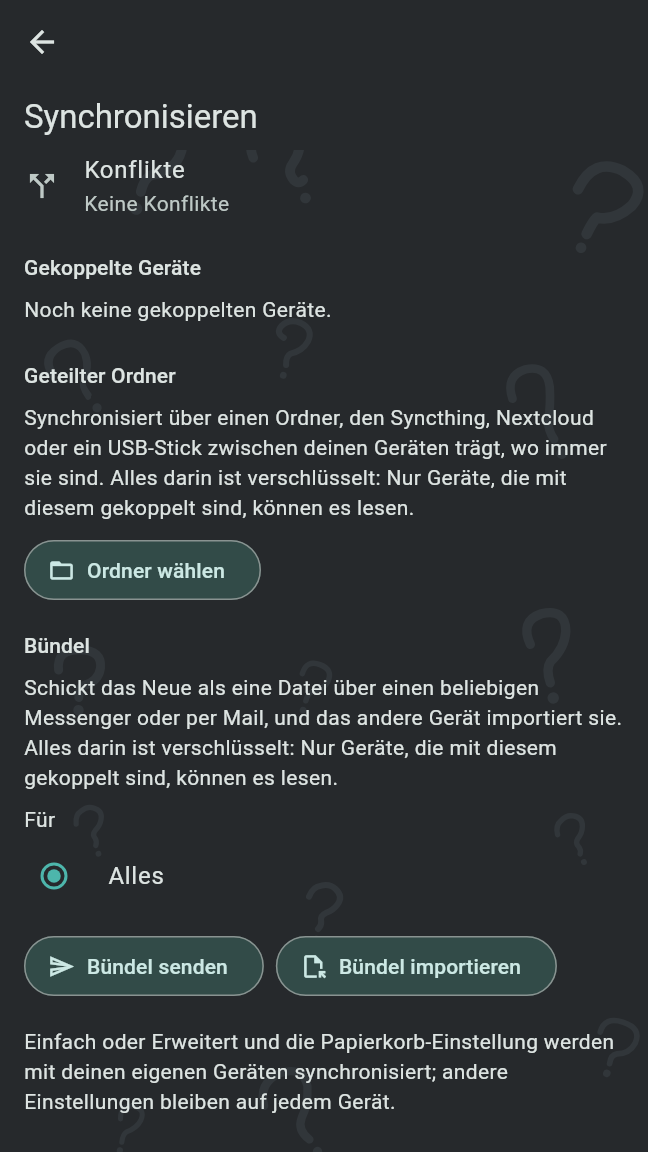 Synchronisieren
Konflikte
Keine Konflikte
Gekoppelte Geräte
Noch keine gekoppelten Geräte.
Geteilter Ordner
Synchronisiert über einen Ordner, den Syncthing, Nextcloud
oder ein USB-Stick zwischen deinen Geräten trägt, wo immer
sie sind. Alles darin ist verschlüsselt: Nur Geräte, die mit
diesem gekoppelt sind, können es lesen.
Ordner wählen
Bündel
Schickt das Neue als eine Datei über einen beliebigen
Messenger oder per Mail, und das andere Gerät importiert sie.
Alles darin ist verschlüsselt: Nur Geräte, die mit diesem
gekoppelt sind, können es lesen.
Für
Alles
Bündel senden
Bündel importieren
Einfach oder Erweitert und die Papierkorb-Einstellung werden
mit deinen eigenen Geräten synchronisiert; andere
Einstellungen bleiben auf jedem Gerät.